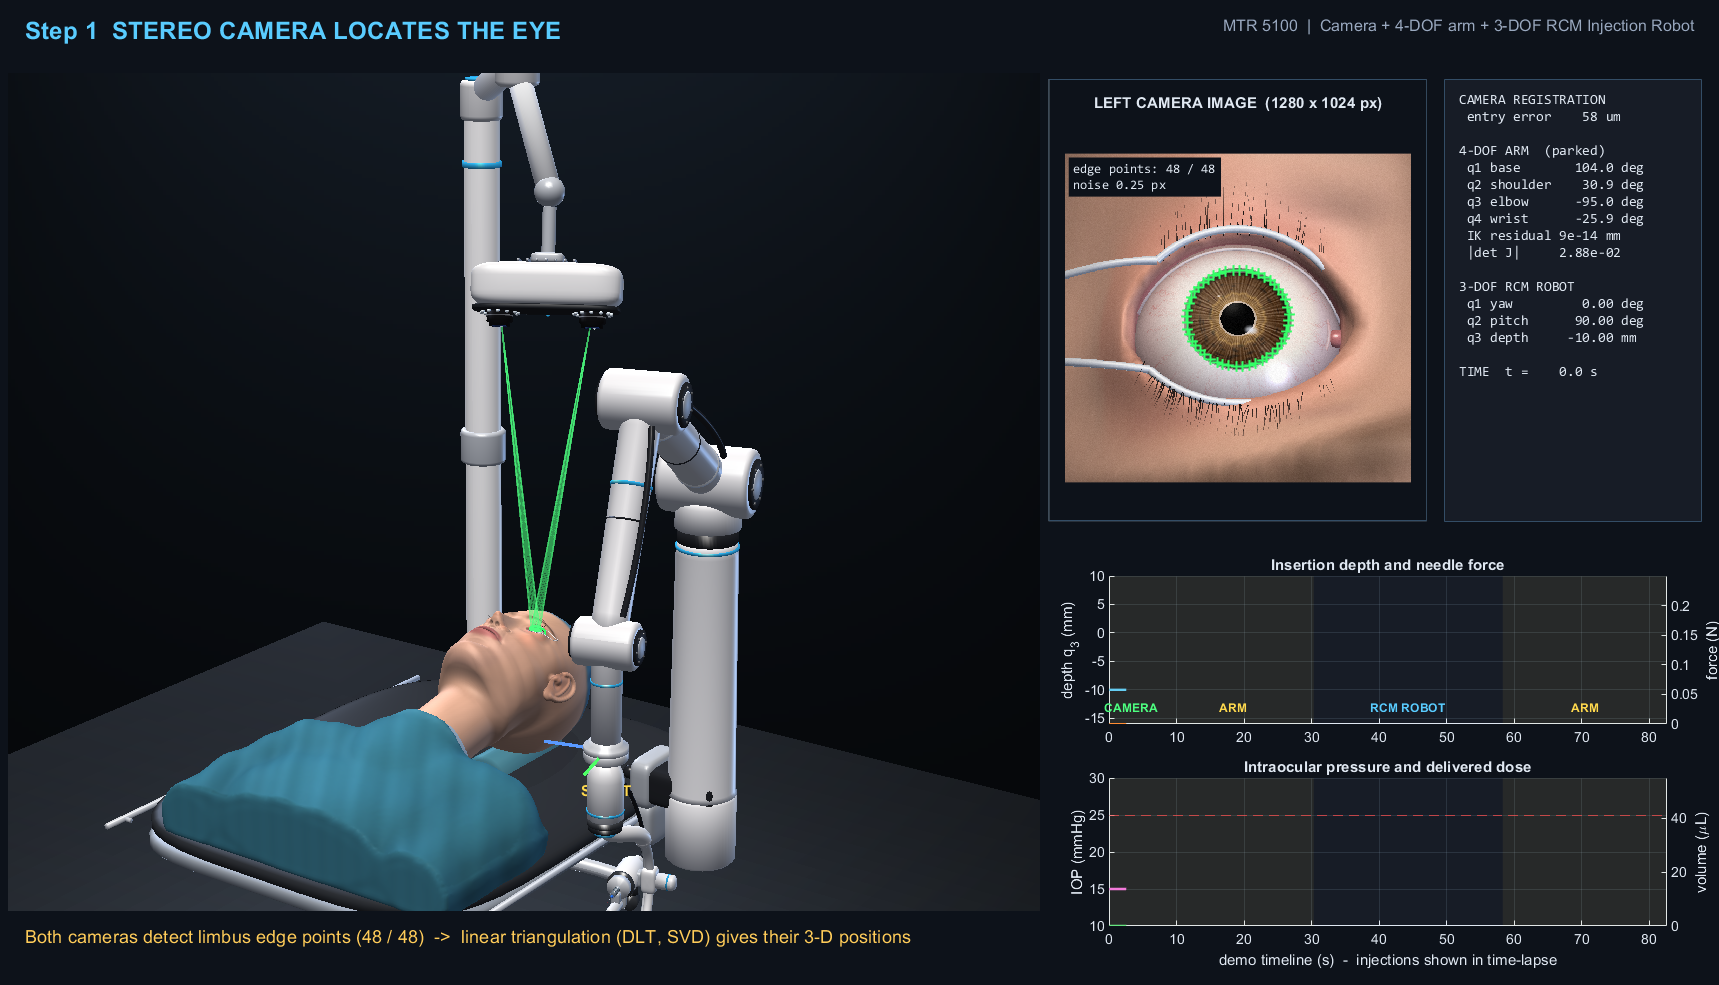 Step 1  STEREO CAMERA LOCATES THE EYE
MTR 5100  |  Camera + 4-DOF arm + 3-DOF RCM Injection Robot
LEFT CAMERA IMAGE  (1280 x 1024 px)
edge points: 48 / 48
noise 0.25 px
CAMERA REGISTRATION
entry error    58 um
4-DOF ARM  (parked)
q1 base    104.0 deg
q2 shoulder    30.9 deg
q3 elbow    -95.0 deg
q4 wrist    -25.9 deg
IK residual 9e-14 mm
|det J|    2.88e-02
3-DOF RCM ROBOT
q1 yaw    0.00 deg
q2 pitch    90.00 deg
q3 depth    -10.00 mm
TIME  t =    0.0 s
Insertion depth and needle force
depth q3 (mm)
10
5
0
-5
-10
-15
force (N)
0.2
0.15
0.1
0.05
0
CAMERA
ARM
RCM ROBOT
ARM
0 10 20 30 40 50 60 70 80
Intraocular pressure and delivered dose
IOP (mmHg)
30
25
20
15
10
volume (μL)
40
20
0
0 10 20 30 40 50 60 70 80
demo timeline (s)  -  injections shown in time-lapse
Both cameras detect limbus edge points (48 / 48)  ->  linear triangulation (DLT, SVD) gives their 3-D positions